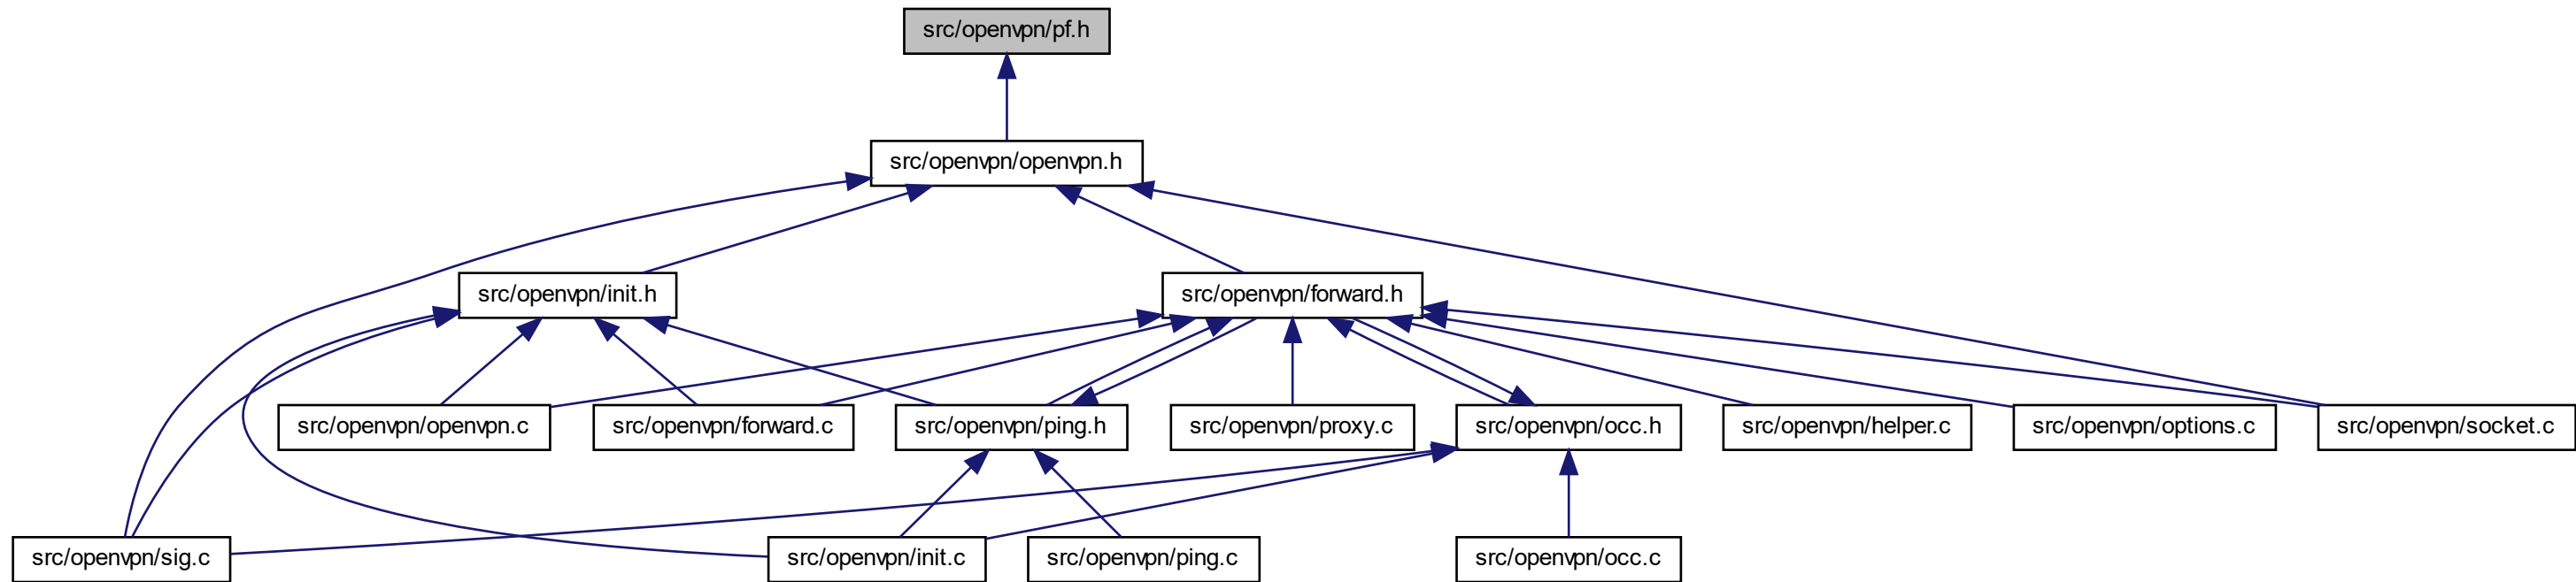 src/openvpn/pf.h
src/openvpn/openvpn.h
src/openvpn/init.h
src/openvpn/forward.h
src/openvpn/openvpn.c
src/openvpn/forward.c
src/openvpn/ping.h
src/openvpn/proxy.c
src/openvpn/occ.h
src/openvpn/helper.c
src/openvpn/options.c
src/openvpn/socket.c
src/openvpn/sig.c
src/openvpn/init.c
src/openvpn/ping.c
src/openvpn/occ.c